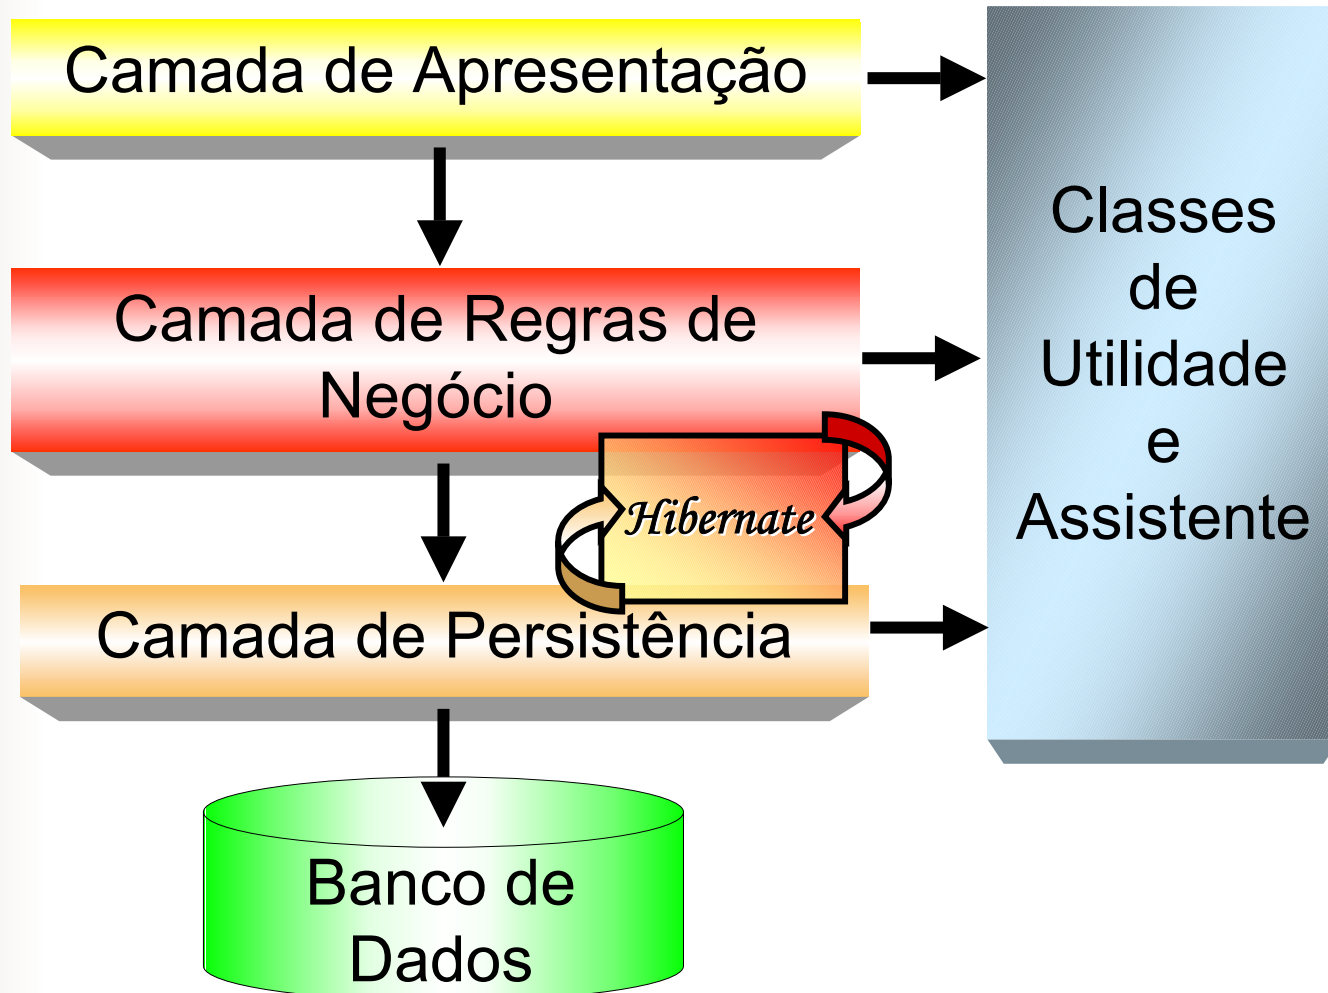 Camada de Apresentação
Camada de Regras de
Negócio
Hibernate
Camada de Persistência
Banco de
Dados
Classes
de
Utilidade
e
Assistente